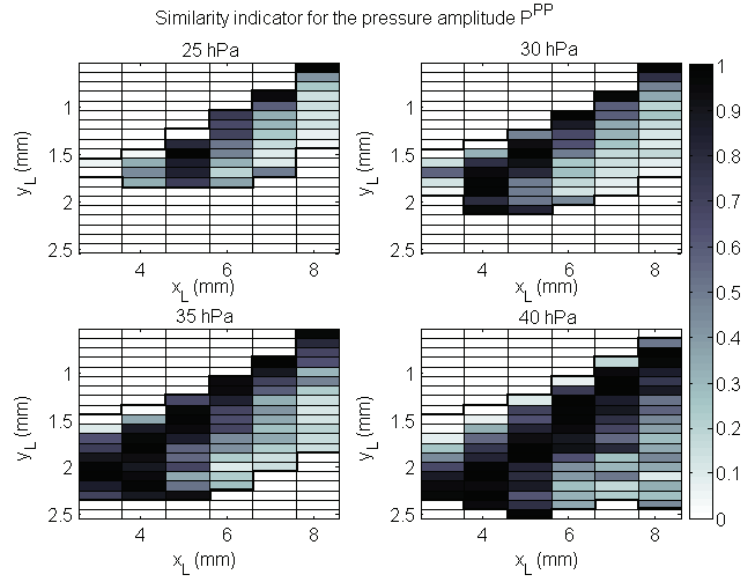 Similarity indicator for the pressure amplitude P^PP
25 hPa
30 hPa
1
1.5
2
2.5
y_L (mm)
4 6 8
x_L (mm)
1
1.5
2
2.5
y_L (mm)
4 6 8
x_L (mm)
35 hPa
40 hPa
1
1.5
2
2.5
y_L (mm)
4 6 8
x_L (mm)
1
1.5
2
2.5
y_L (mm)
4 6 8
x_L (mm)
1
0.9
0.8
0.7
0.6
0.5
0.4
0.3
0.2
0.1
0